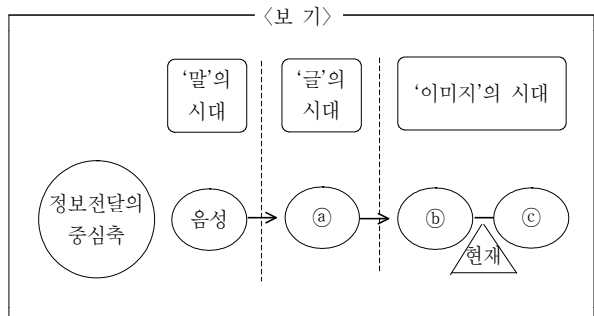 〈보 기〉
‘말’의
시대
‘글’의
시대
‘이미지’의 시대
정보전달의
중심축
음성
ⓐ
ⓑ
ⓒ
현재